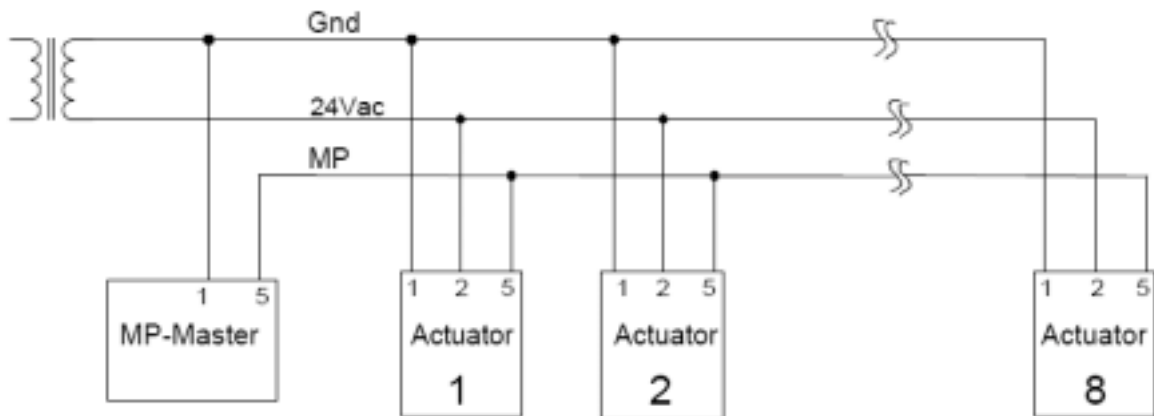 Gnd
24Vac
MP
1 5
MP-Master
1 2 5
Actuator
1
1 2 5
Actuator
2
1 2 5
Actuator
8